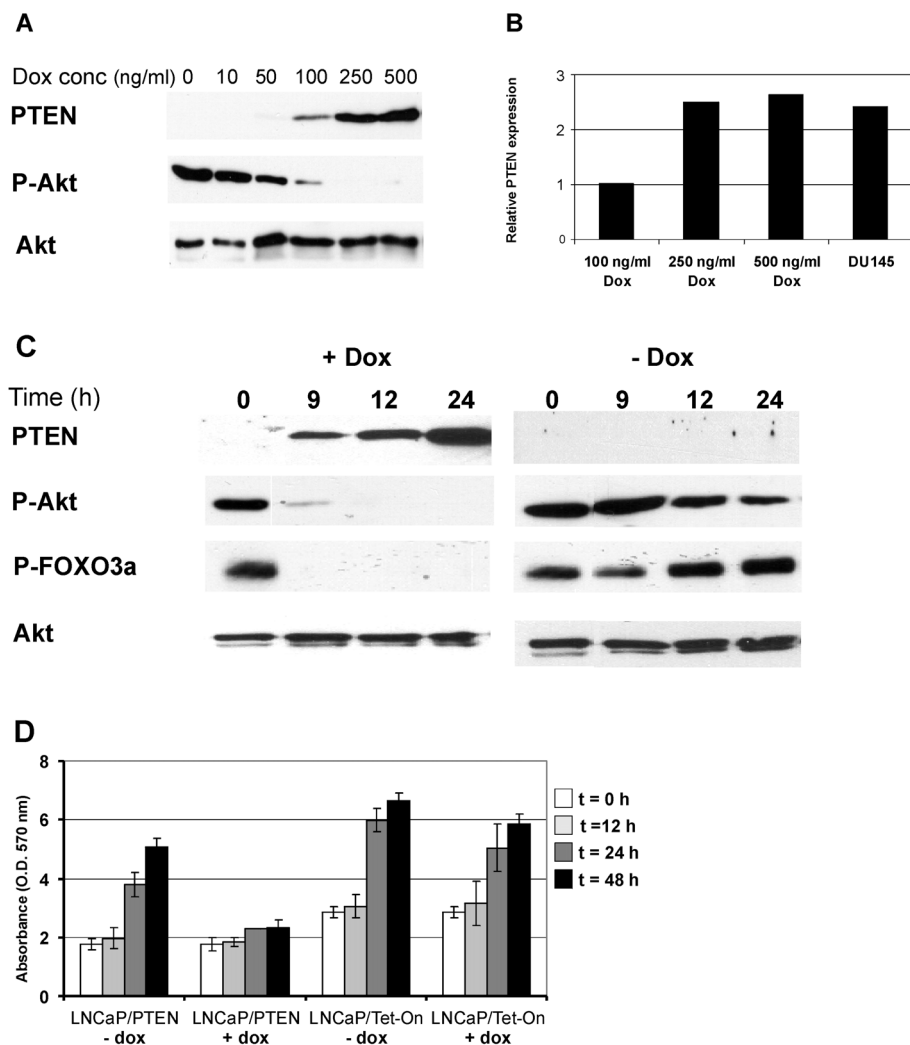 A
Dox conc (ng/ml) 0 10 50 100 250 500
PTEN
P-Akt
Akt
B
Relative PTEN expression
3
2
1
0
100 ng/ml Dox
250 ng/ml Dox
500 ng/ml Dox
DU145
C
+ Dox
- Dox
Time (h) 0 9 12 24 0 9 12 24
PTEN
P-Akt
P-FOXO3a
Akt
D
Absorbance (O.D. 570 nm)
8
6
4
2
0
LNCaP/PTEN - dox
LNCaP/PTEN + dox
LNCaP/Tet-On - dox
LNCaP/Tet-On + dox
t = 0 h
t =12 h
t = 24 h
t = 48 h